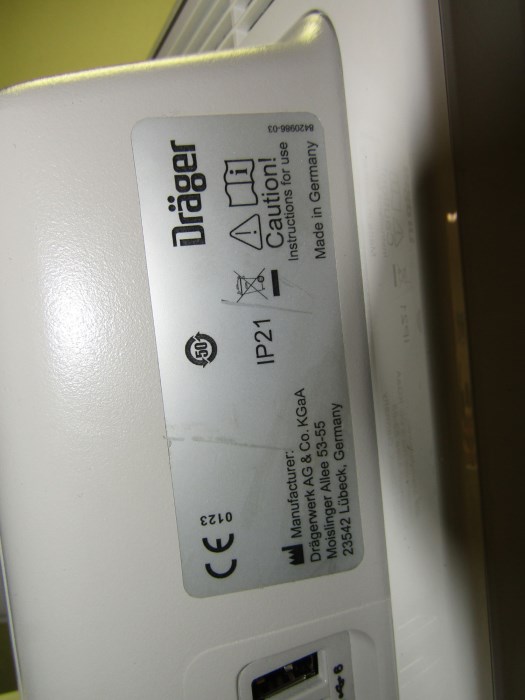 Dräger
8420986-03
Caution!
Instructions for use
Made in Germany
50
IP21
CE
0123
Manufacturer:
Drägerwerk AG & Co. KGaA
Moislinger Allee 53-55
23542 Lübeck, Germany